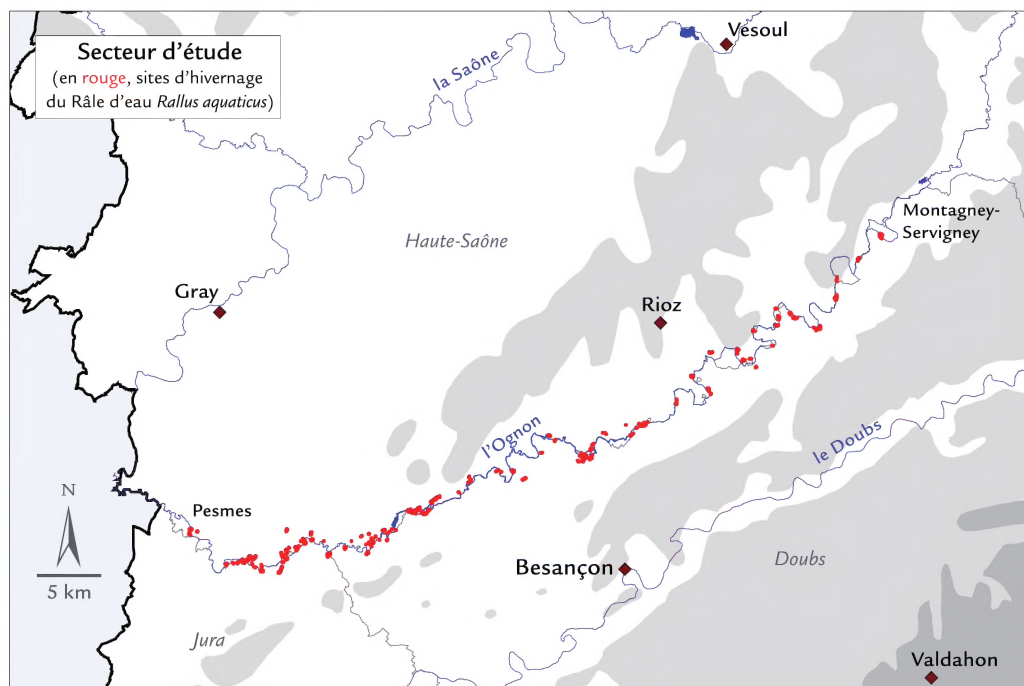 Secteur d'étude
(en rouge, sites d'hivernage
du Râle d'eau Rallus aquaticus)
Vesoul
la Saône
Montagney-
Servigney
Haute-Saône
Gray
Rioz
l'Ognon
le Doubs
N
Pesmes
5 km
Besançon
Doubs
Jura
Valdahon